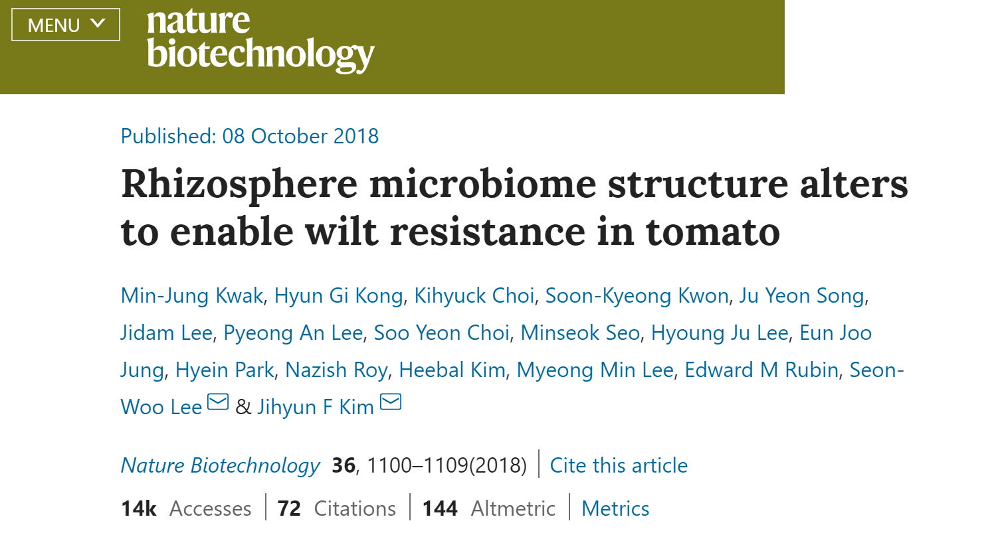 MENU
nature
biotechnology
Published: 08 October 2018
Rhizosphere microbiome structure alters
to enable wilt resistance in tomato
Min-Jung Kwak, Hyun Gi Kong, Kihyuck Choi, Soon-Kyeong Kwon, Ju Yeon Song,
Jidam Lee, Pyeong An Lee, Soo Yeon Choi, Minseok Seo, Hyoung Ju Lee, Eun Joo
Jung, Hyein Park, Nazish Roy, Heebal Kim, Myeong Min Lee, Edward M Rubin, Seon-
Woo Lee & Jihyun F Kim
Nature Biotechnology 36, 1100–1109(2018) Cite this article
14k Accesses 72 Citations 144 Altmetric Metrics